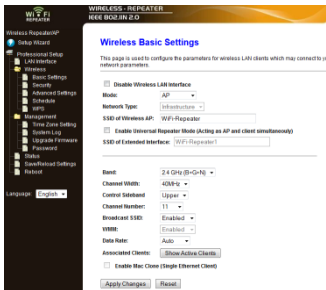 Wi Fi
REPEATER
WIRELESS - REPEATER
IEEE 802.11N 2.0
Wireless Repeater/AP
Setup Wizard
Professional Setup
LAN Interface
Wireless
Basic Settings
Security
Advanced Settings
Schedule
WPS
Management
Time Zone Setting
System Log
Upgrade Firmware
Password
Status
Save/Reload Settings
Reboot
Language: English
Wireless Basic Settings
This page is used to configure the parameters for wireless LAN clients which may connect to y
network parameters.
Disable Wireless LAN Interface
Mode: AP
Network Type: Infrastructure
SSID of Wireless AP: WiFi-Repeater
Enable Universal Repeater Mode (Acting as AP and client simultaneouly)
SSID of Extended Interface: WiFi-Repeater1
Band: 2.4 GHz (B+G+N)
Channel Width: 40MHz
Control Sideband Upper
Channel Number: 11
Broadcast SSID: Enabled
WMM: Enabled
Data Rate: Auto
Associated Clients: Show Active Clients
Enable Mac Clone (Single Ethernet Client)
Apply Changes Reset